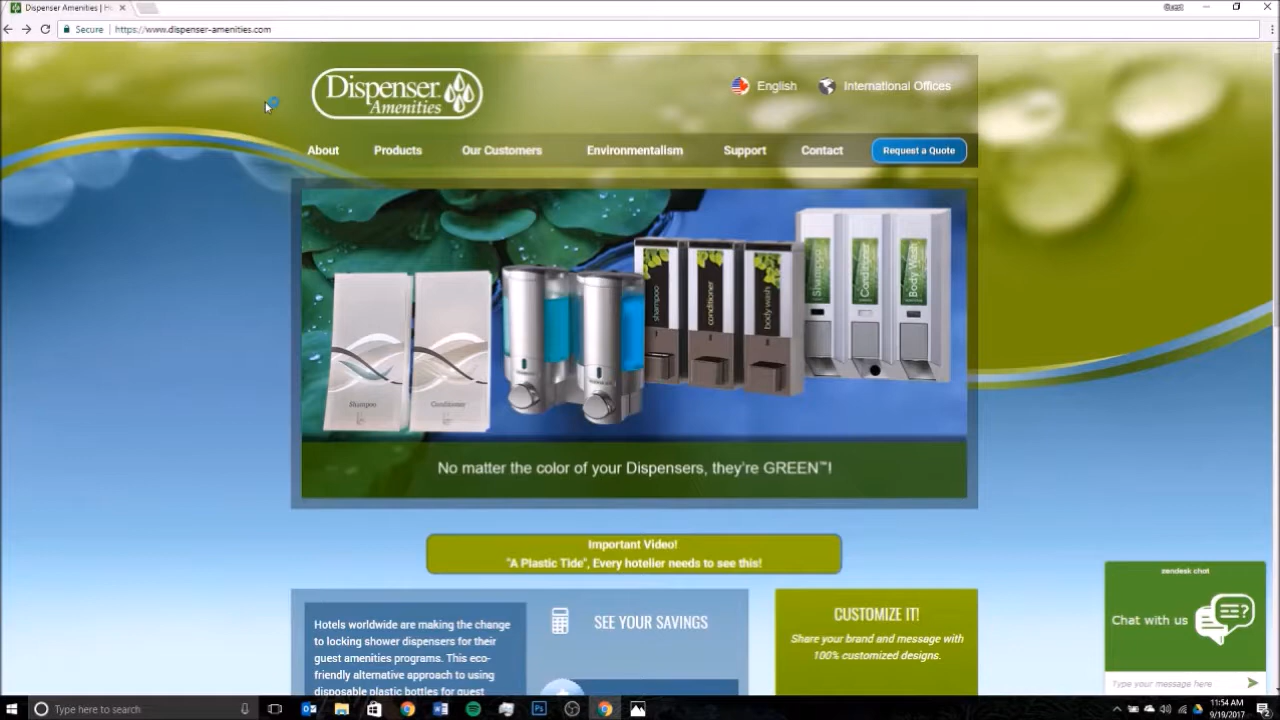 Dispenser Amenities | H
Guest
Secure
https://www.dispenser-amenities.com
Dispenser
Amenities
English
International Offices
About
Products
Our Customers
Environmentalism
Support
Contact
Request a Quote
Shampoo
Conditioner
shampoo
conditioner
body wash
Shampoo
Conditioner
Body Wash
No matter the color of your Dispensers, they're GREEN™!
Important Video!
"A Plastic Tide", Every hotelier needs to see this!
Hotels worldwide are making the change
to locking shower dispensers for their
guest amenities programs. This eco-
friendly alternative approach to using
disposable plastic bottles for guest
SEE YOUR SAVINGS
CUSTOMIZE IT!
Share your brand and message with
100% customized designs.
zendesk chat
Chat with us
Type your message here
Type here to search
11:54 AM
9/19/2017